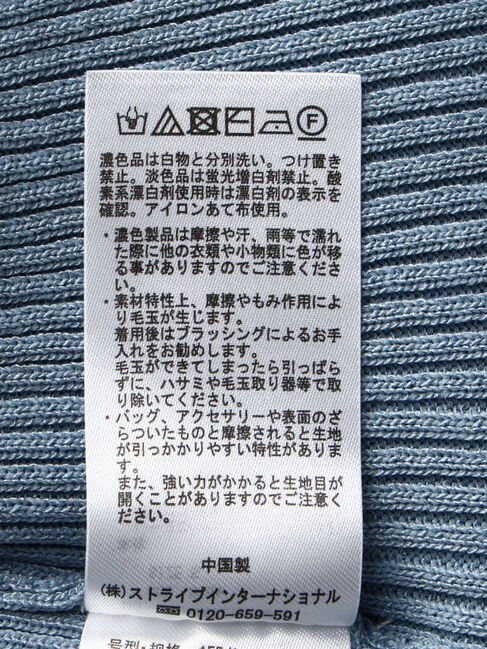 濃色品は白物と分別洗い。つけ置き
禁止。淡色品は蛍光増白剤禁止。酸
素系漂白剤使用時は漂白剤の表示を
確認。アイロンあて布使用。
・濃色製品は摩擦や汗、雨等で濡れ
た際に他の衣類や小物類に色が移
る事がありますのでご注意くださ
い。
・素材特性上、摩擦やもみ作用によ
り毛玉が生じます。
着用後はブラッシングによるお手
入れをお勧めします。
毛玉ができてしまったら引っぱら
ずに、ハサミや毛玉取り器等で取
り除いてください。
・バッグ、アクセサリーや表面のざ
らついたものと摩擦されると生地
が引っかかりやすい特性がありま
す。
また、強い力がかかると生地目が
開くことがありますのでご注意く
ださい。
中国製
(株)ストライプインターナショナル
0120-659-591